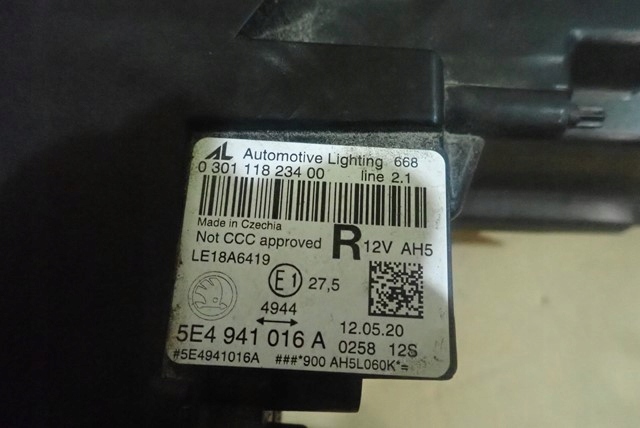 AL Automotive Lighting 668
0 301 118 234 00 line 2.1
Made in Czechia
Not CCC approved R 12V AH5
LE18A6419
E1 27,5
4944
5E4 941 016 A 12.05.20
0258 12S
#5E4941016A ###*900 AH5L060K*=